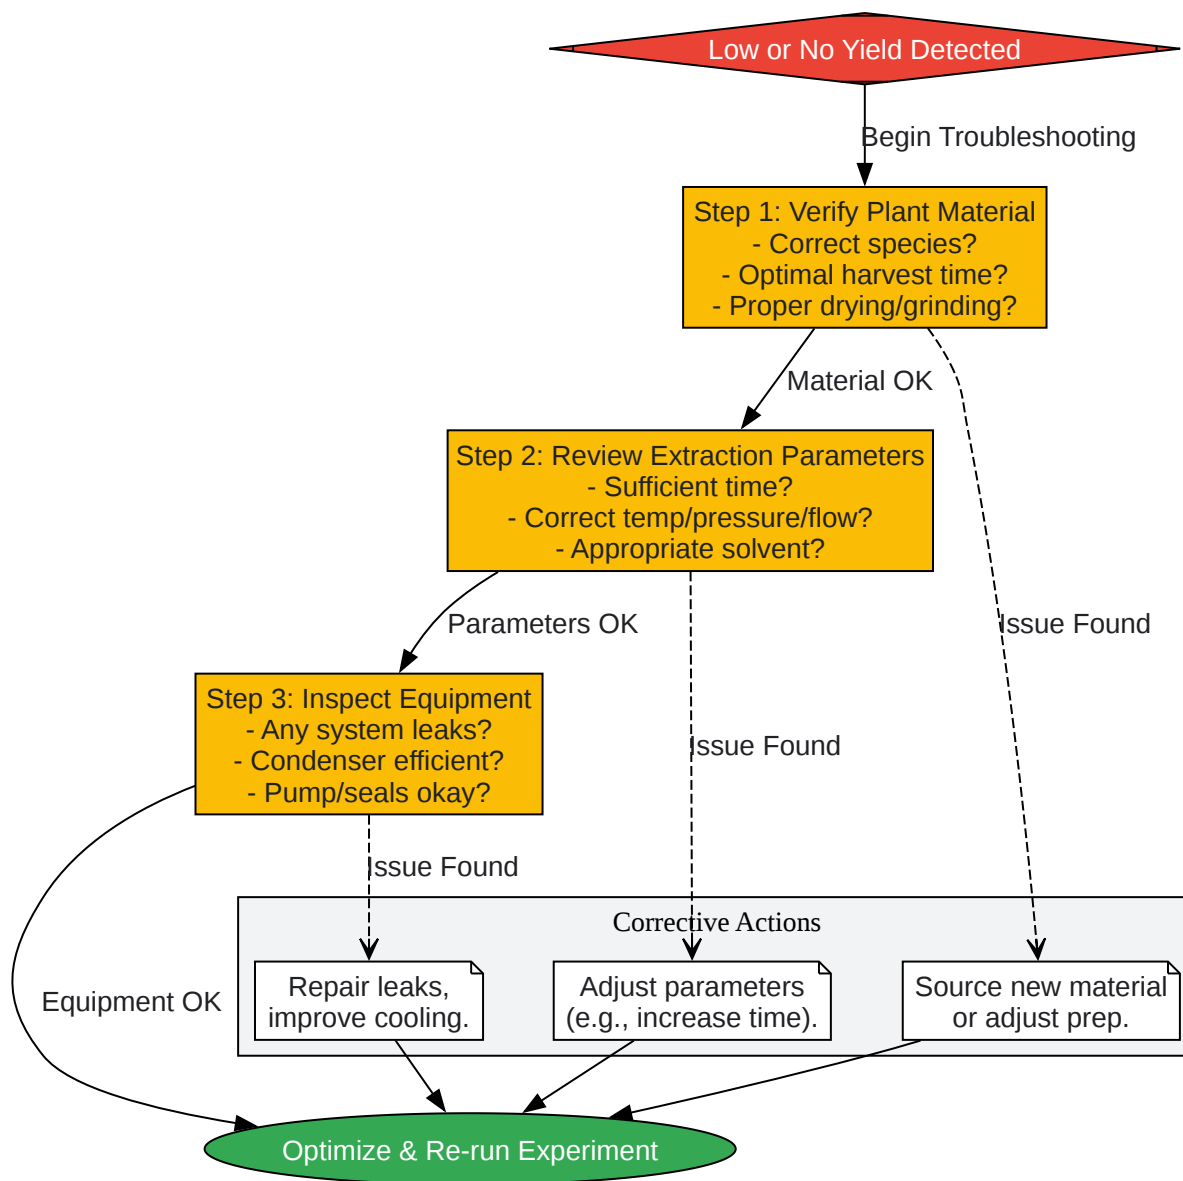 Low or No Yield Detected
Begin Troubleshooting
Step 1: Verify Plant Material
- Correct species?
- Optimal harvest time?
- Proper drying/grinding?
Material OK
Step 2: Review Extraction Parameters
- Sufficient time?
- Correct temp/pressure/flow?
- Appropriate solvent?
Parameters OK
Issue Found
Step 3: Inspect Equipment
- Any system leaks?
- Condenser efficient?
- Pump/seals okay?
Issue Found
Issue Found
Corrective Actions
Repair leaks,
improve cooling.
Adjust parameters
(e.g., increase time).
Source new material
or adjust prep.
Equipment OK
Optimize & Re-run Experiment